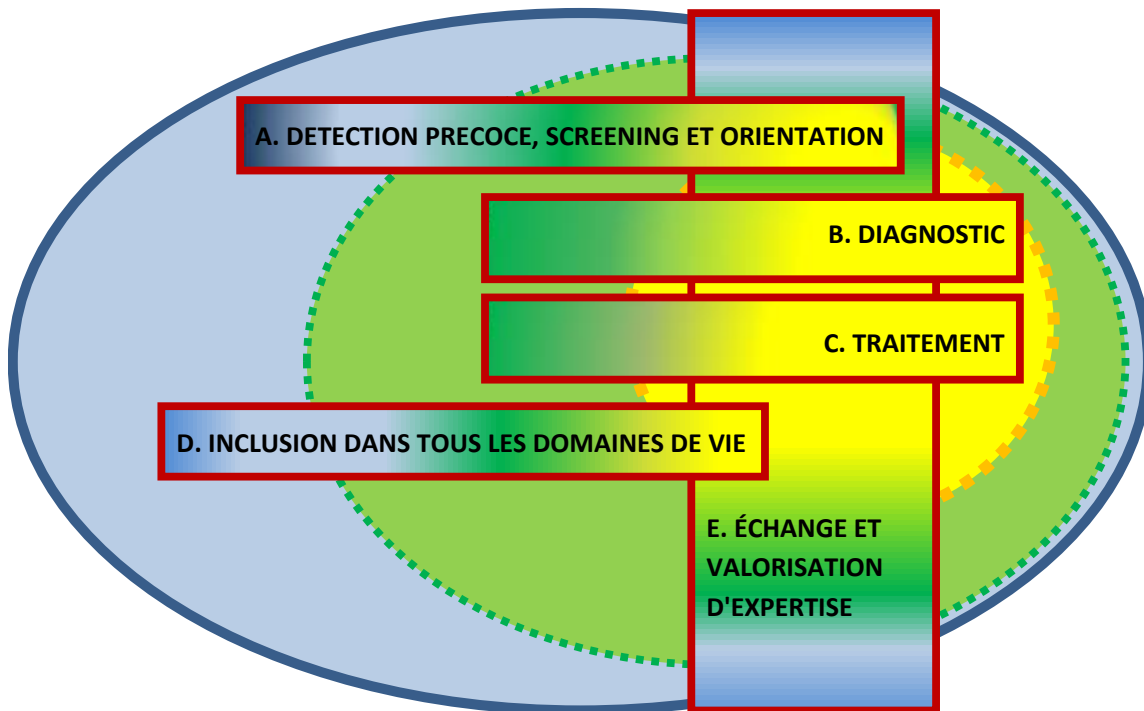 A. DETECTION PRECOCE, SCREENING ET ORIENTATION
B. DIAGNOSTIC
C. TRAITEMENT
D. INCLUSION DANS TOUS LES DOMAINES DE VIE
E. ÉCHANGE ET
VALORISATION
D'EXPERTISE